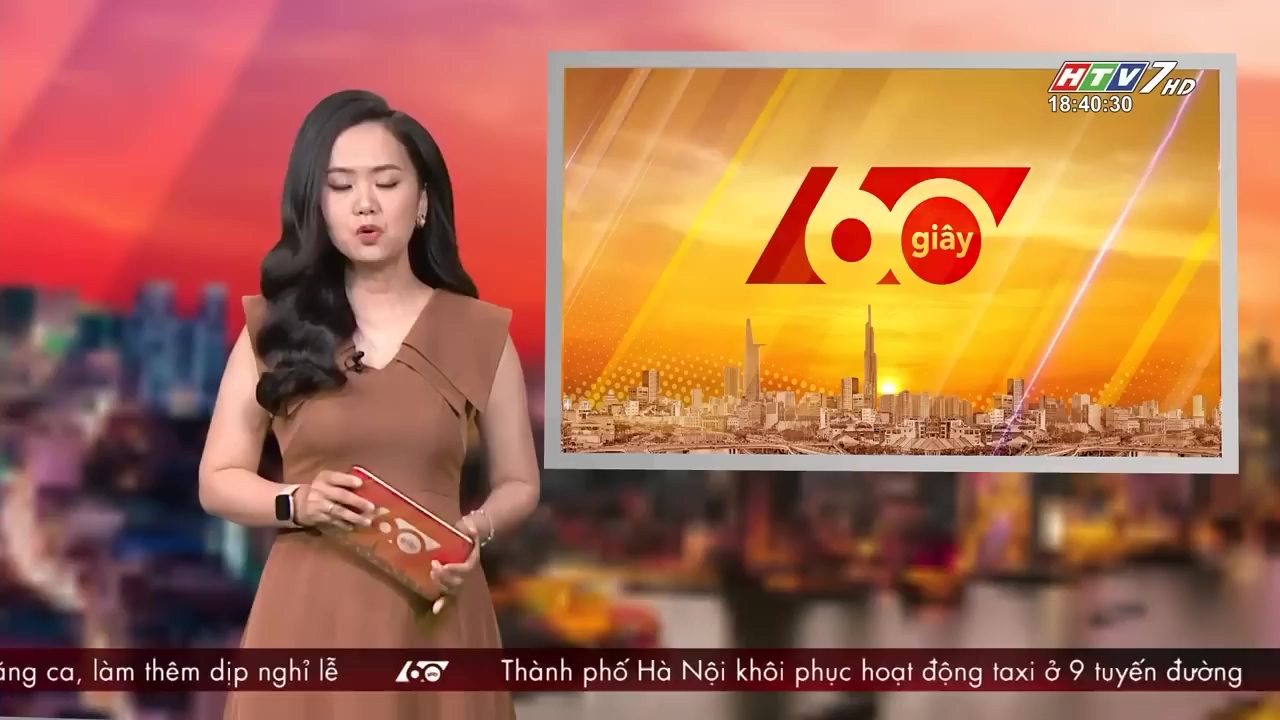 HTV7 HD
18:40:30
60 giây
ca, làm thêm dịp nghỉ lễ 60 giây Thành phố Hà Nội khôi phục hoạt động taxi ở 9 tuyến đường